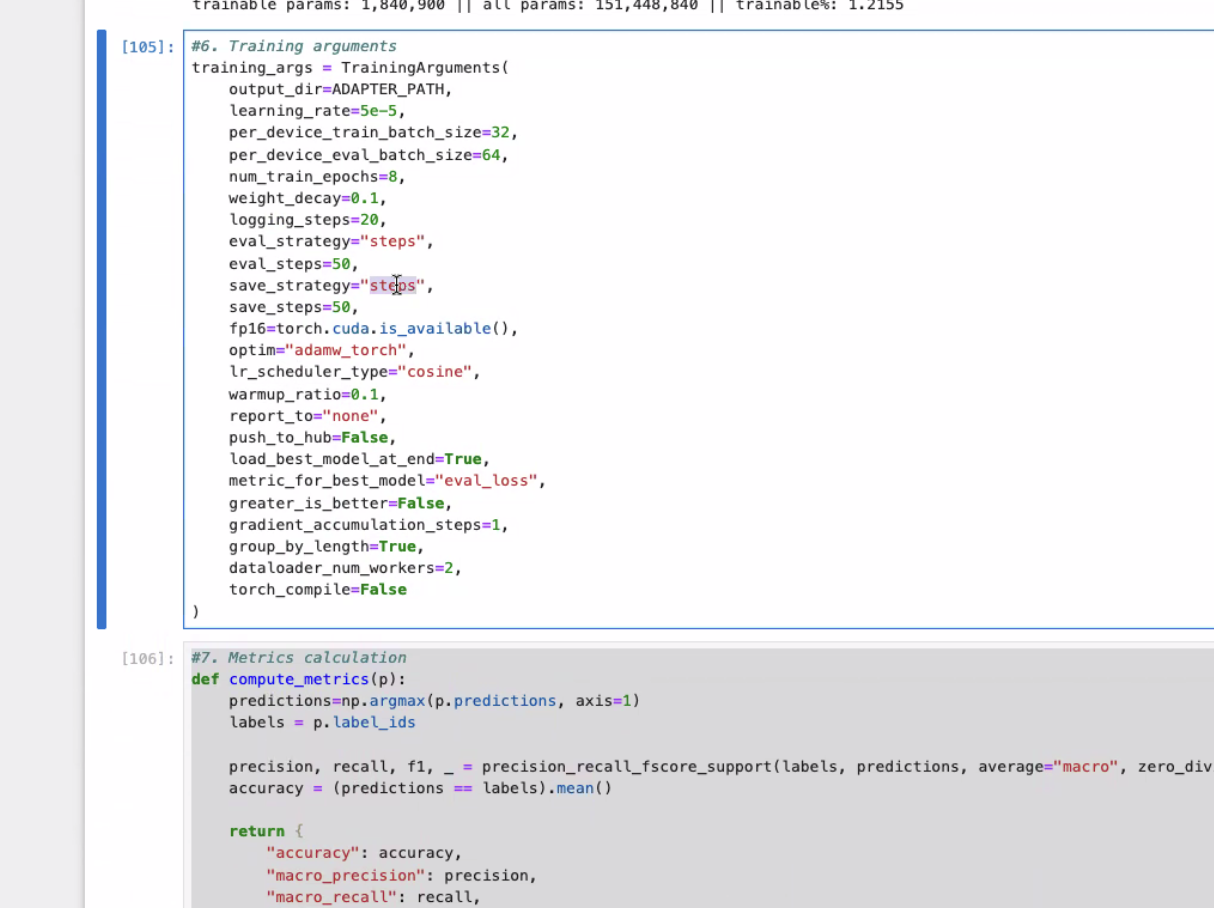 trainable params: 1,840,900 || all params: 151,448,840 || trainable%: 1.2155
[105]: #6. Training arguments
training_args = TrainingArguments(
    output_dir=ADAPTER_PATH,
    learning_rate=5e-5,
    per_device_train_batch_size=32,
    per_device_eval_batch_size=64,
    num_train_epochs=8,
    weight_decay=0.1,
    logging_steps=20,
    eval_strategy="steps",
    eval_steps=50,
    save_strategy="steps",
    save_steps=50,
    fp16=torch.cuda.is_available(),
    optim="adamw_torch",
    lr_scheduler_type="cosine",
    warmup_ratio=0.1,
    report_to="none",
    push_to_hub=False,
    load_best_model_at_end=True,
    metric_for_best_model="eval_loss",
    greater_is_better=False,
    gradient_accumulation_steps=1,
    group_by_length=True,
    dataloader_num_workers=2,
    torch_compile=False
)
[106]: #7. Metrics calculation
def compute_metrics(p):
    predictions=np.argmax(p.predictions, axis=1)
    labels = p.label_ids
    precision, recall, f1, _ = precision_recall_fscore_support(labels, predictions, average="macro", zero_div
    accuracy = (predictions == labels).mean()
    return {
        "accuracy": accuracy,
        "macro_precision": precision,
        "macro_recall": recall,